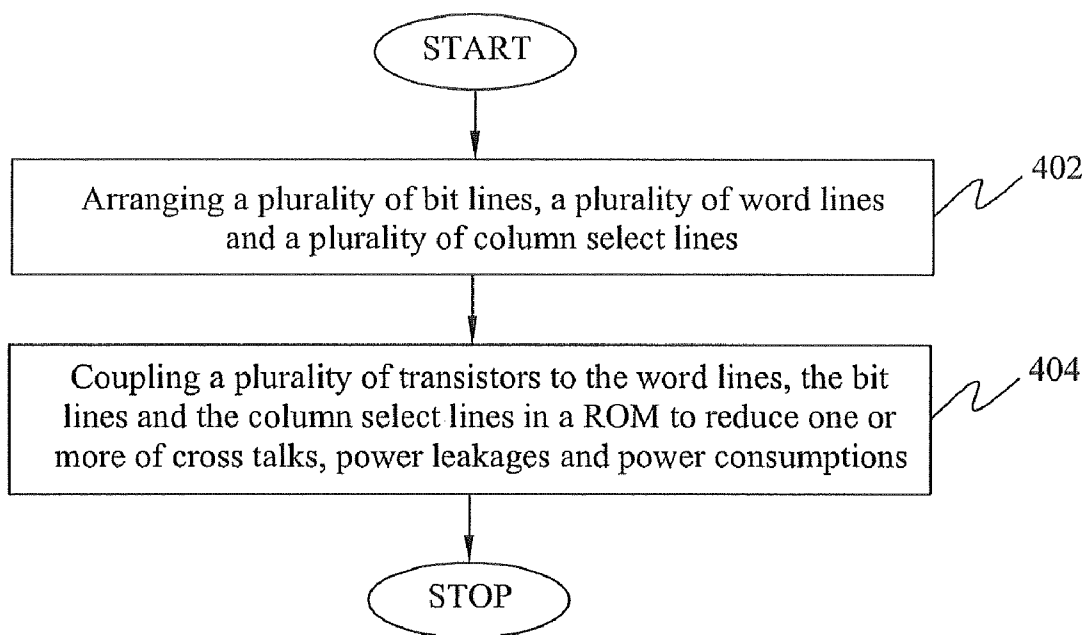 START
Arranging a plurality of bit lines, a plurality of word lines
and a plurality of column select lines
402
Coupling a plurality of transistors to the word lines, the bit
lines and the column select lines in a ROM to reduce one or
more of cross talks, power leakages and power consumptions
404
STOP